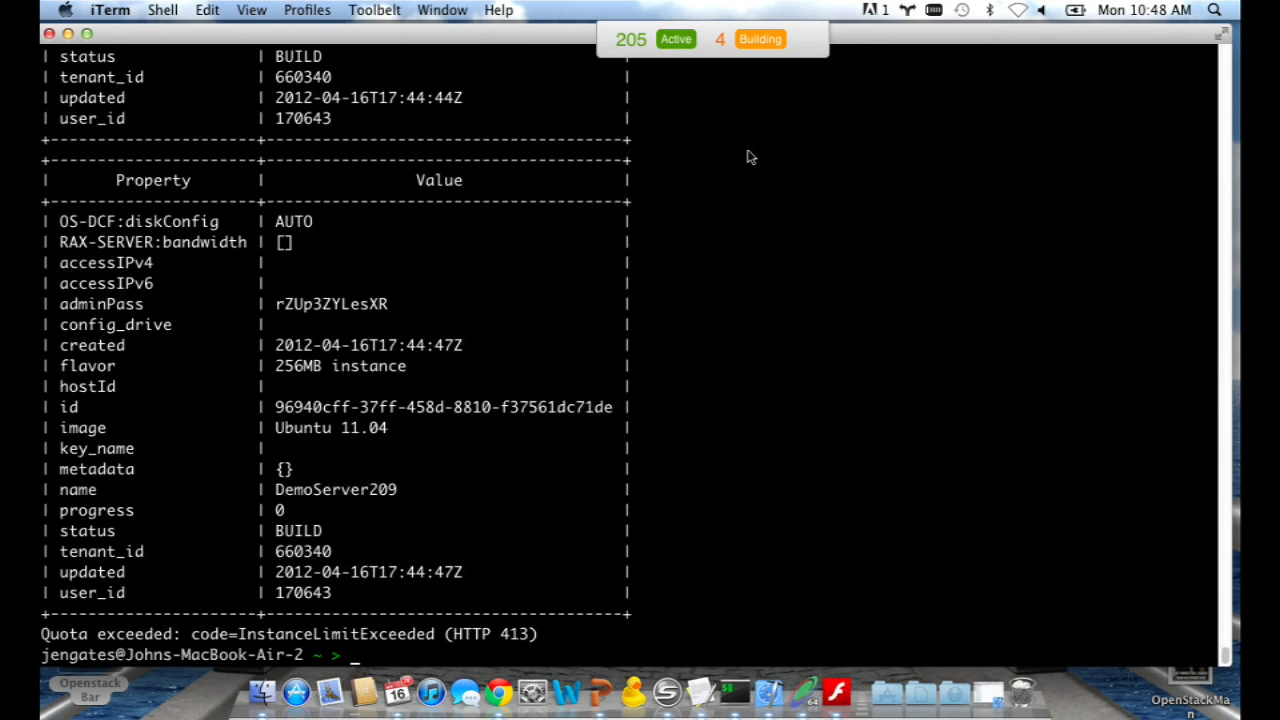 iTerm Shell Edit View Profiles Toolbelt Window Help 1 Mon 10:48 AM
205 Active 4 Building
| status | BUILD |
| tenant_id | 660340 |
| updated | 2012-04-16T17:44:44Z |
| user_id | 170643 |
+----------------------+--------------------------------------+
+----------------------+--------------------------------------+
| Property | Value |
+----------------------+--------------------------------------+
| OS-DCF:diskConfig | AUTO |
| RAX-SERVER:bandwidth | [] |
| accessIPv4 | |
| accessIPv6 | |
| adminPass | rZUp3ZYLesXR |
| config_drive | |
| created | 2012-04-16T17:44:47Z |
| flavor | 256MB instance |
| hostId | |
| id | 96940cff-37ff-458d-8810-f37561dc71de |
| image | Ubuntu 11.04 |
| key_name | |
| metadata | {} |
| name | DemoServer209 |
| progress | 0 |
| status | BUILD |
| tenant_id | 660340 |
| updated | 2012-04-16T17:44:47Z |
| user_id | 170643 |
+----------------------+--------------------------------------+
Quota exceeded: code=InstanceLimitExceeded (HTTP 413)
jengates@Johns-MacBook-Air-2 ~ > _
Openstack
Bar
16
64
OpenStackMa
n